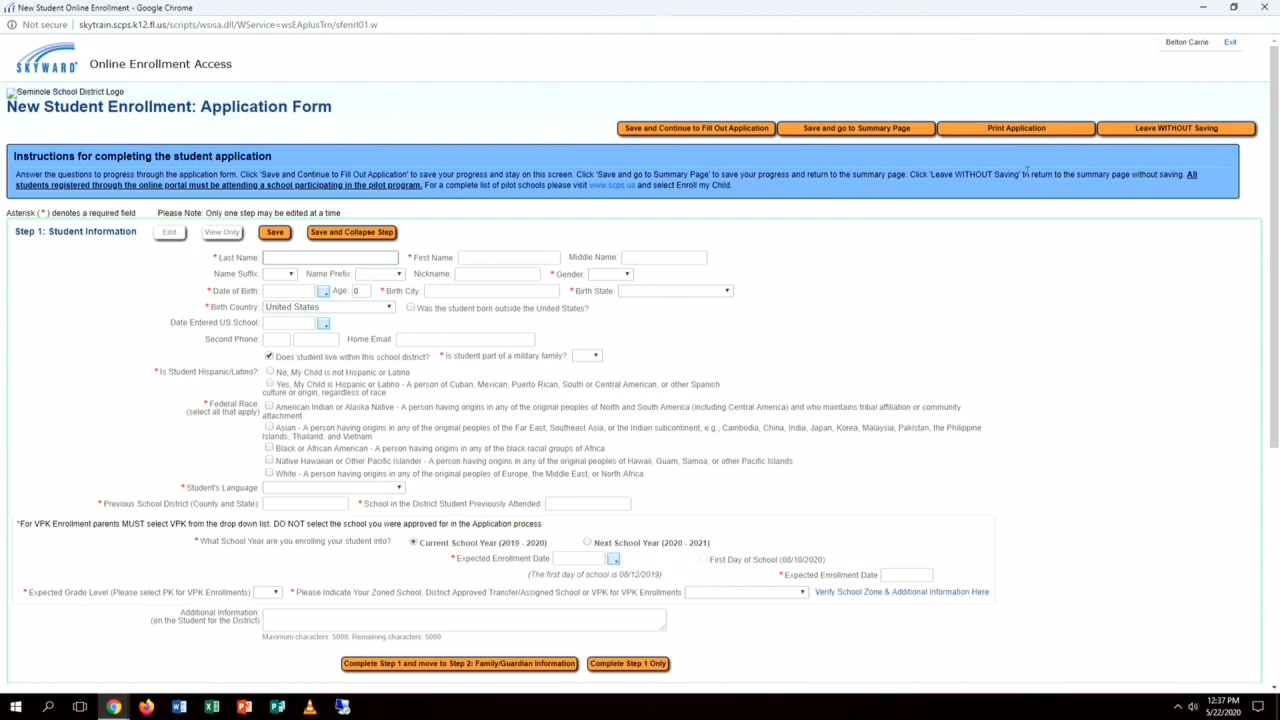 New Student Online Enrollment - Google Chrome
Not secure | skytrain.scps.k12.fl.us/scripts/wsisa.dll/WService=wsEAplusTrn/sfenrl01.w
Belton Carrie Exit
SKYWARD Online Enrollment Access
Seminole School District Logo
New Student Enrollment: Application Form
Save and Continue to Fill Out Application Save and go to Summary Page Print Application Leave WITHOUT Saving
Instructions for completing the student application
Answer the questions to progress through the application form. Click 'Save and Continue to Fill Out Application' to save your progress and stay on this screen. Click 'Save and go to Summary Page' to save your progress and return to the summary page. Click 'Leave WITHOUT Saving' to return to the summary page without saving. All
students registered through the online portal must be attending a school participating in the pilot program. For a complete list of pilot schools please visit www.scps.us and select Enroll my Child.
Asterisk (*) denotes a required field Please Note: Only one step may be edited at a time
Step 1: Student Information Edit View Only Save Save and Collapse Step
* Last Name: * First Name: Middle Name:
Name Suffix: Name Prefix: Nickname: * Gender:
* Date of Birth: Age: 0 * Birth City: * Birth State:
* Birth Country: United States Was the student born outside the United States?
Date Entered US School:
Second Phone: Home Email:
Does student live within this school district? * Is student part of a military family?
* Is Student Hispanic/Latino?: No, My Child is not Hispanic or Latino
Yes, My Child is Hispanic or Latino - A person of Cuban, Mexican, Puerto Rican, South or Central American, or other Spanish
culture or origin, regardless of race
* Federal Race: (select all that apply) American Indian or Alaska Native - A person having origins in any of the original peoples of North and South America (including Central America) and who maintains tribal affiliation or community
attachment
Asian - A person having origins in any of the original peoples of the Far East, Southeast Asia, or the Indian subcontinent, e.g., Cambodia, China, India, Japan, Korea, Malaysia, Pakistan, the Philippine
Islands, Thailand, and Vietnam
Black or African American - A person having origins in any of the black racial groups of Africa
Native Hawaiian or Other Pacific Islander - A person having origins in any of the original peoples of Hawaii, Guam, Samoa, or other Pacific Islands
White - A person having origins in any of the original peoples of Europe, the Middle East, or North Africa
* Student's Language:
* Previous School District (County and State): * School in the District Student Previously Attended:
*For VPK Enrollment parents MUST select VPK from the drop down list. DO NOT select the school you were approved for in the Application process
* What School Year are you enrolling your student into? Current School Year (2019 - 2020) Next School Year (2020 - 2021)
* Expected Enrollment Date First Day of School (08/10/2020)
(The first day of school is 08/12/2019) * Expected Enrollment Date
* Expected Grade Level (Please select PK for VPK Enrollments) * Please Indicate Your Zoned School, District Approved Transfer/Assigned School or VPK for VPK Enrollments Verify School Zone & Additional Information Here
Additional Information:
(on the Student for the District)
Maximum characters: 5000, Remaining characters: 5000
Complete Step 1 and move to Step 2: Family/Guardian Information Complete Step 1 Only
12:37 PM
5/22/2020